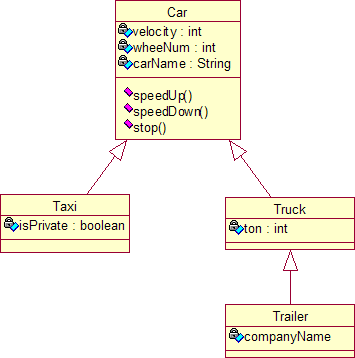 Car
velocity : int
wheeNum : int
carName : String
speedUp()
speedDown()
stop()
Taxi
isPrivate : boolean
Truck
ton : int
Trailer
companyName